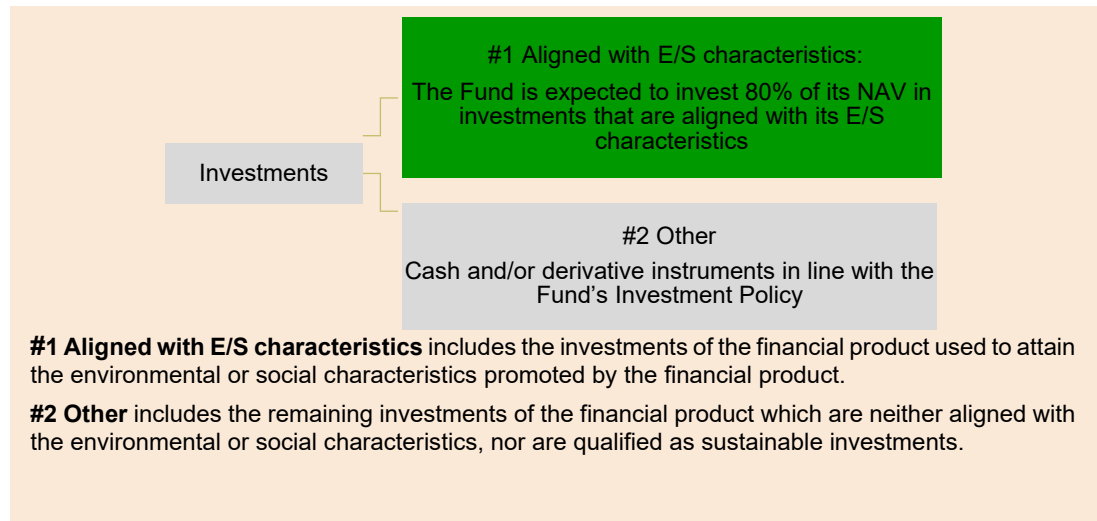 #1 Aligned with E/S characteristics:
The Fund is expected to invest 80% of its NAV in
investments that are aligned with its E/S
characteristics
Investments
#2 Other
Cash and/or derivative instruments in line with the
Fund's Investment Policy
#1 Aligned with E/S characteristics includes the investments of the financial product used to attain
the environmental or social characteristics promoted by the financial product.
#2 Other includes the remaining investments of the financial product which are neither aligned with
the environmental or social characteristics, nor are qualified as sustainable investments.